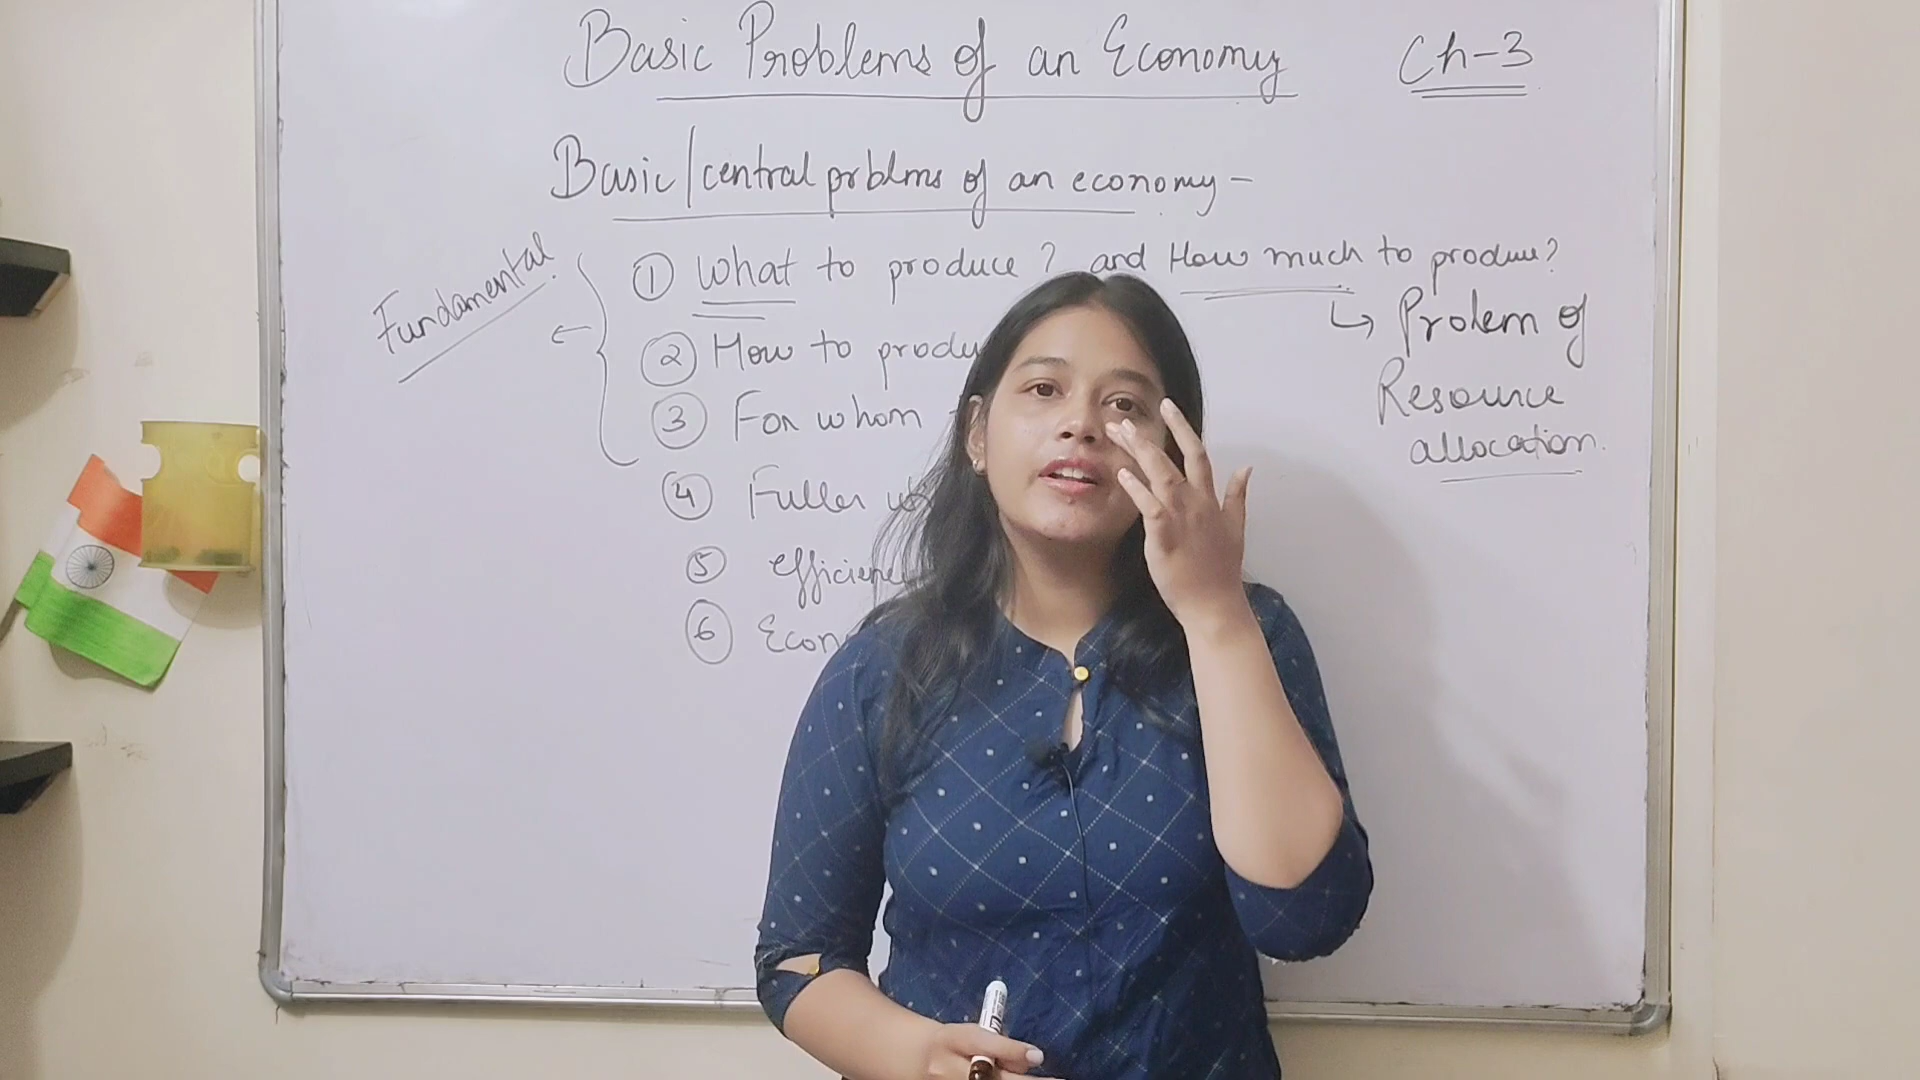 Basic Problems of an Economy
Ch-3
Basic/central prblms of an economy -
Fundamental
① What to produce? and How much to produce?
↳ Prolem of
Resource
allocation.
② How to produ
③ For whom
④ Fuller
⑤ efficienc
⑥ Econ